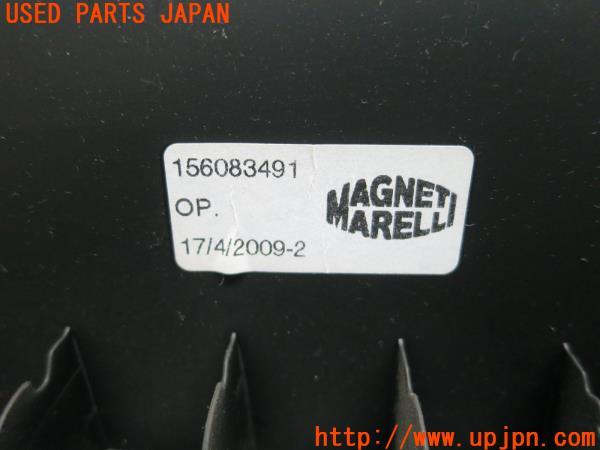 USED PARTS JAPAN
156083491
OP.
17/4/2009-2
MAGNETI
MARELLI
http://www.upjpn.com/